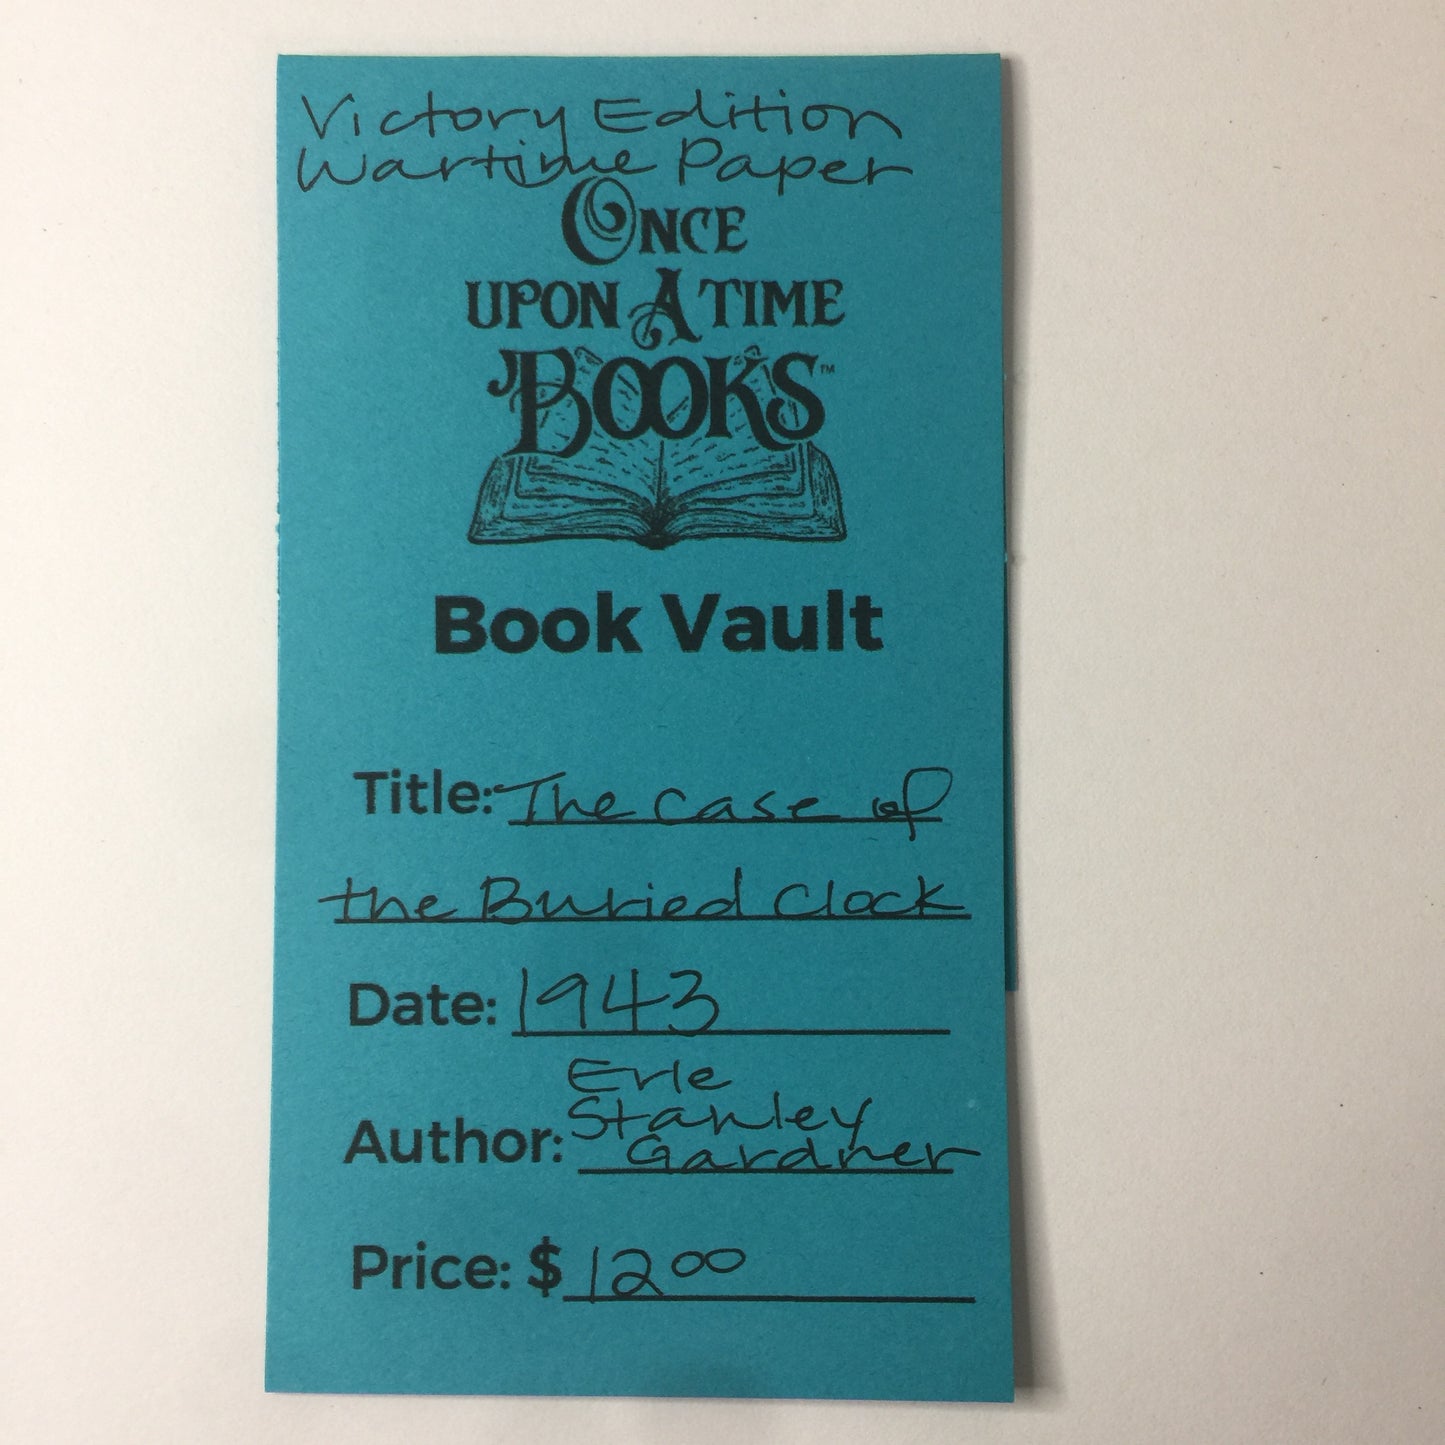 Victory Edition
Wartime Paper
ONCE
UPON A TIME
BOOKS™
Book Vault
Title: The Case of
the Buried Clock
Date: 1943
Erle
Stanley
Author: Gardner
Price: $ 12 00